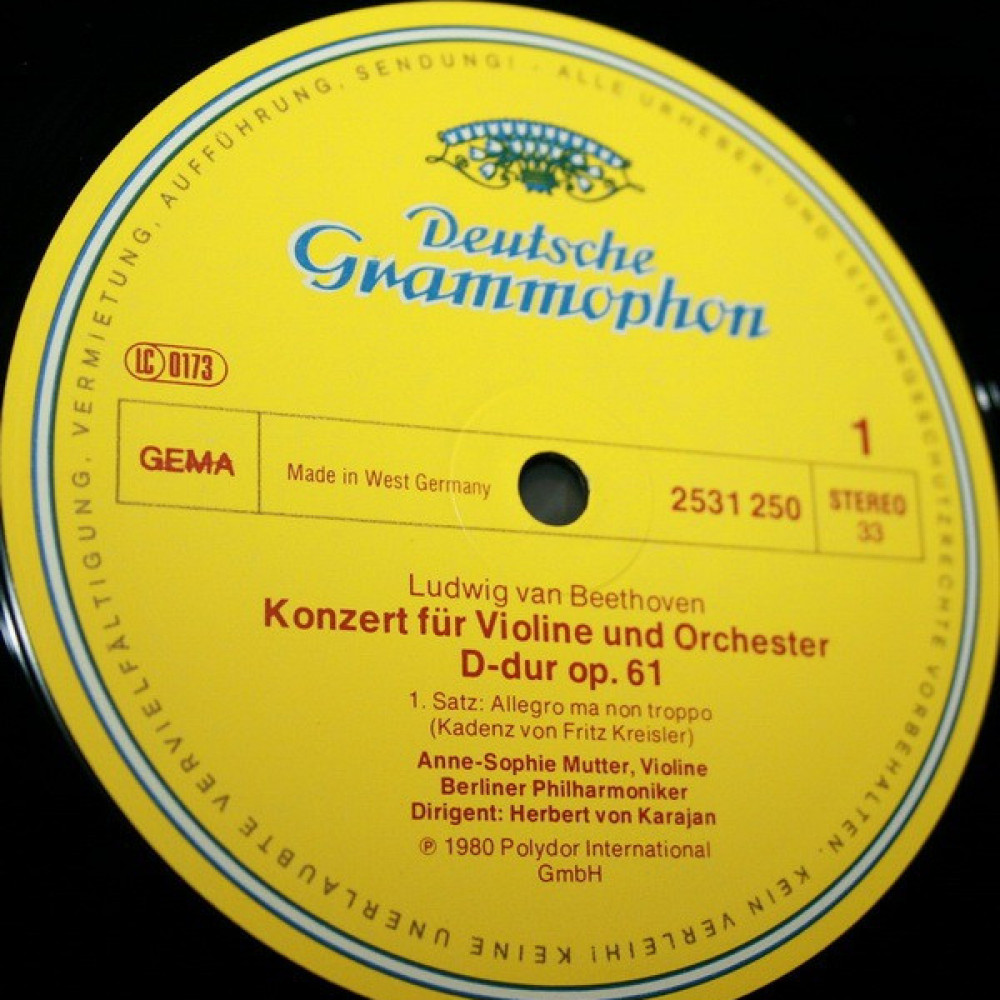 ALLE URHEBER- UND LEISTUNGSSCHUTZRECHTE VORBEHALTEN. KEIN VERLEIH! KEINE UNERLAUBTE VERVIELFÄLTIGUNG, VERMIETUNG, AUFFÜHRUNG, SENDUNG! -
Deutsche
Grammophon
LC 0173
1
GEMA
Made in West Germany
2531 250
STEREO
33
Ludwig van Beethoven
Konzert für Violine und Orchester
D-dur op. 61
1. Satz: Allegro ma non troppo
(Kadenz von Fritz Kreisler)
Anne-Sophie Mutter, Violine
Berliner Philharmoniker
Dirigent: Herbert von Karajan
℗ 1980 Polydor International
GmbH